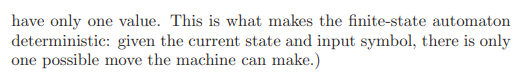 have only one value. This is what makes the finite-state automaton
deterministic: given the current state and input symbol, there is only
one possible move the machine can make.)